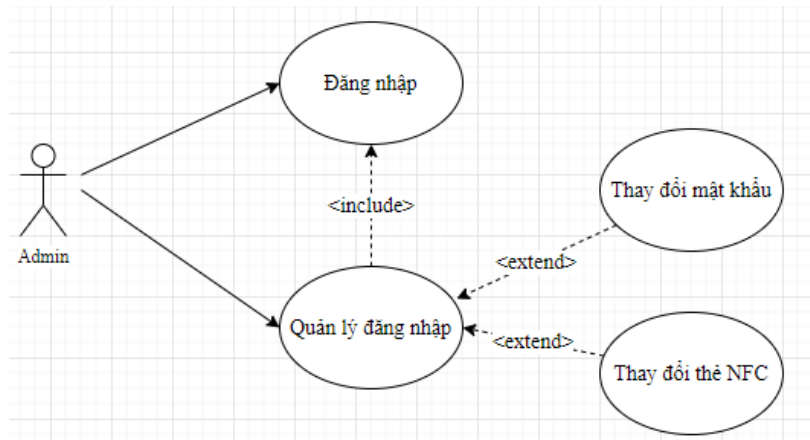 Đăng nhập
Thay đổi mật khẩu
<include>
Admin
<extend>
Quản lý đăng nhập
<extend>
Thay đổi thẻ NFC